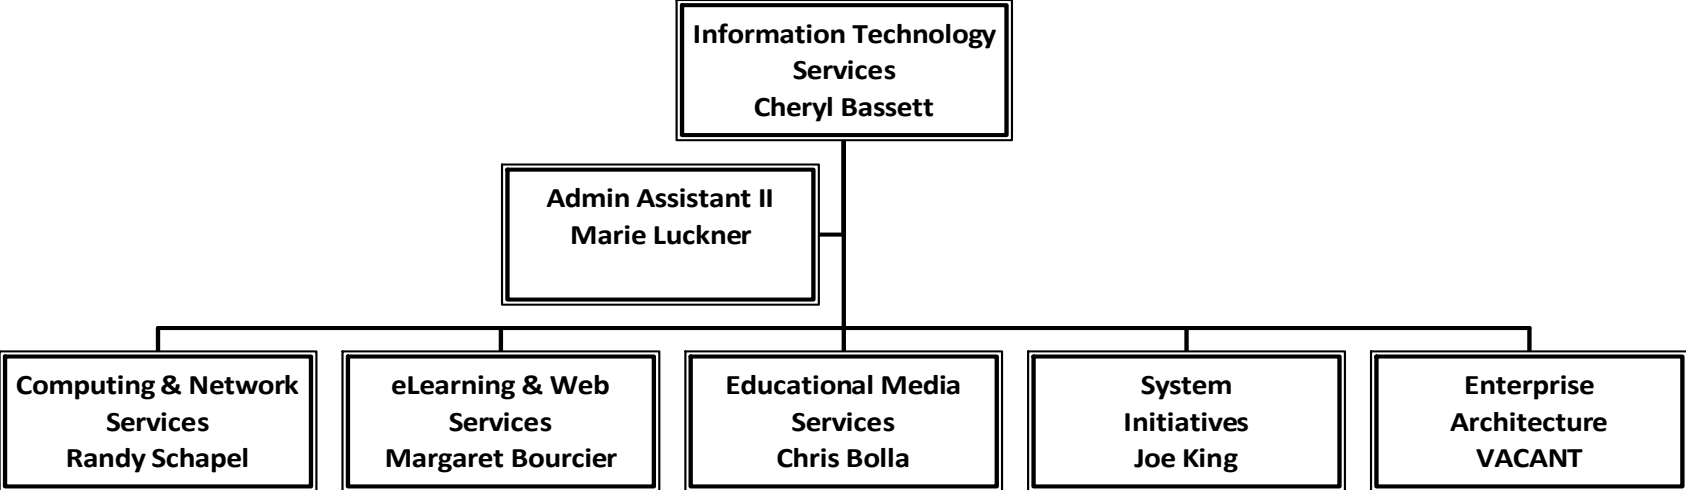 Information Technology
Services
Cheryl Bassett
Admin Assistant II
Marie Luckner
Computing & Network
Services
Randy Schapel
eLearning & Web
Services
Margaret Bourcier
Educational Media
Services
Chris Bolla
System
Initiatives
Joe King
Enterprise
Architecture
VACANT